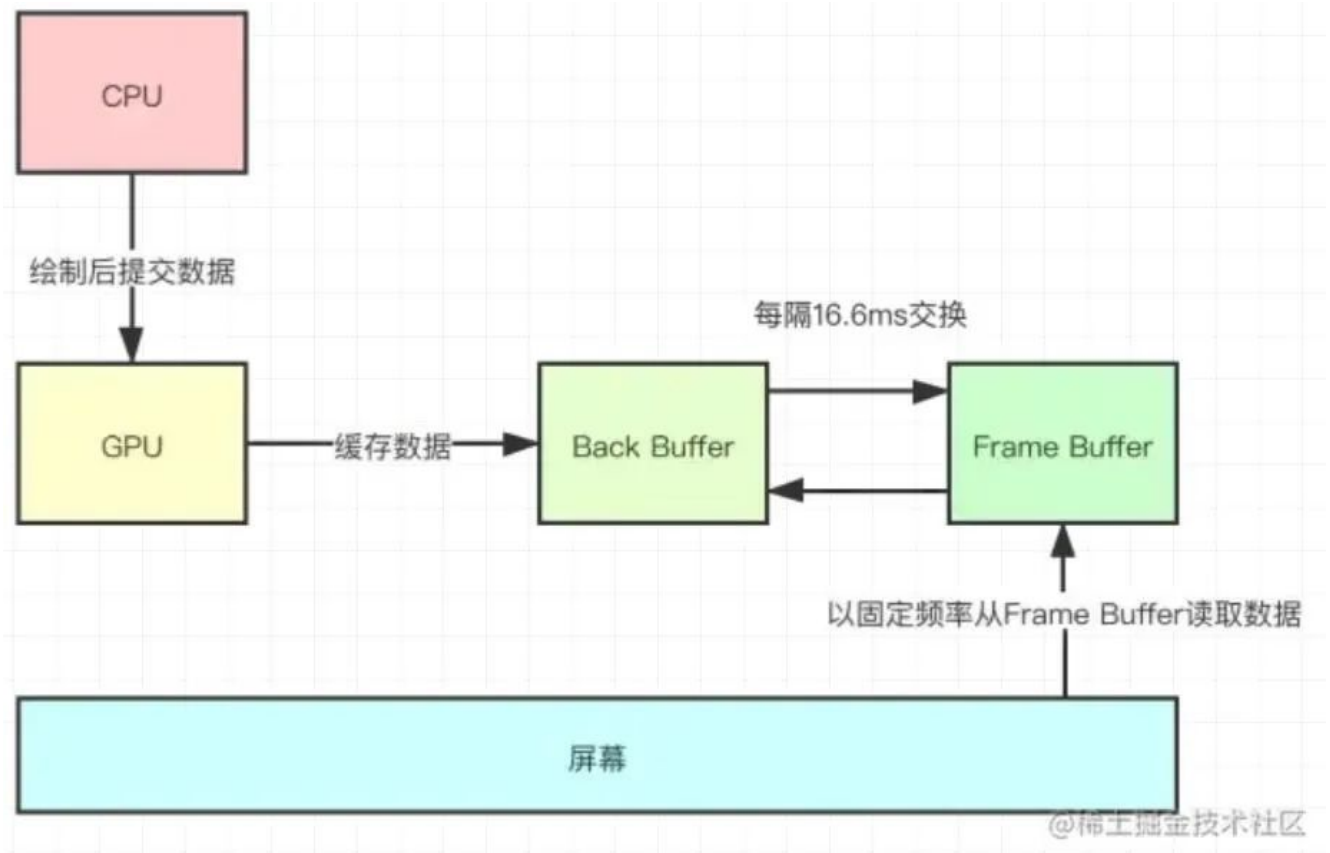 CPU
绘制后提交数据
每隔16.6ms交换
GPU
缓存数据
Back Buffer
Frame Buffer
以固定频率从Frame Buffer读取数据
屏幕
@稀土掘金技术社区